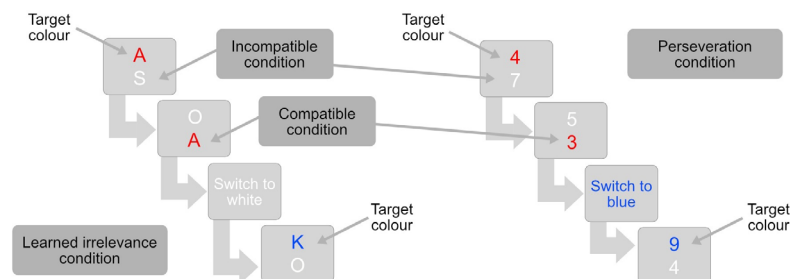 Target
colour
A
S
Incompatible
condition
O
A
Compatible
condition
Switch to
white
Learned irrelevance
condition
K
O
Target
colour
Target
colour
4
7
Perseveration
condition
5
3
Switch to
blue
9
4
Target
colour